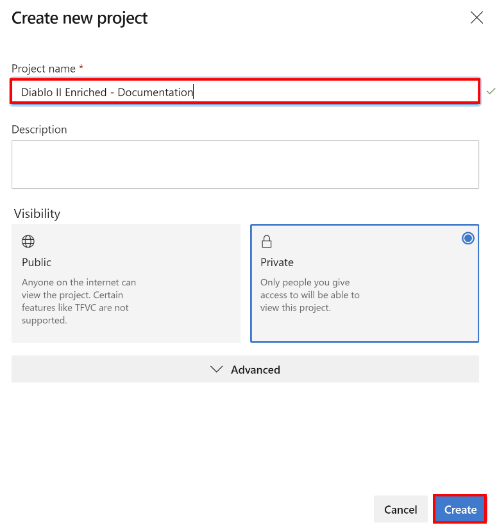 Create new project
Project name *
Diablo II Enriched - Documentation
Description
Visibility
Public
Anyone on the internet can
view the project. Certain
features like TFVC are not
supported.
Private
Only people you give
access to will be able to
view this project.
Advanced
Cancel
Create